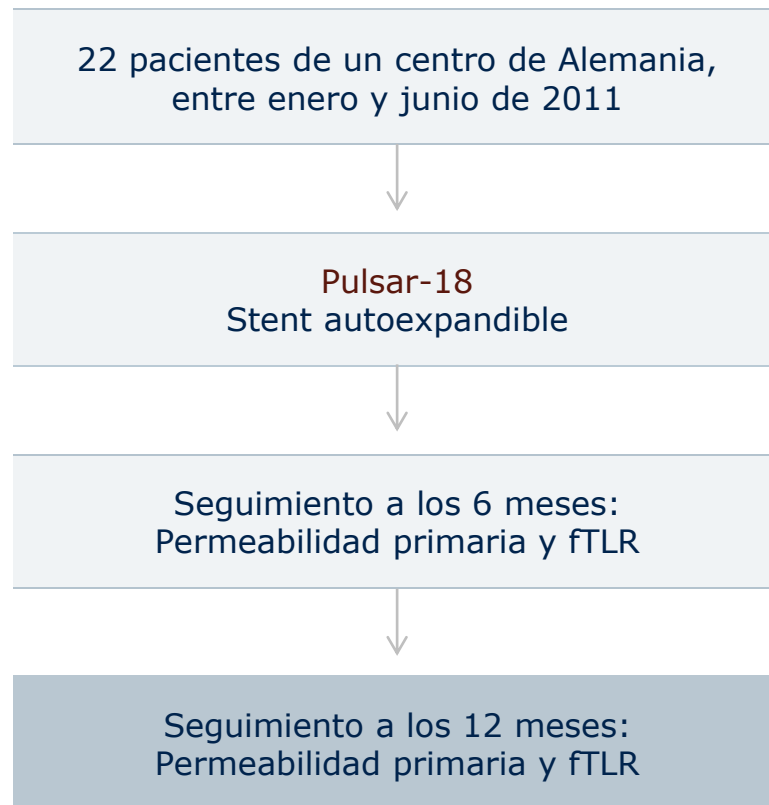 22 pacientes de un centro de Alemania,
entre enero y junio de 2011
Pulsar-18
Stent autoexpandible
Seguimiento a los 6 meses:
Permeabilidad primaria y fTLR
Seguimiento a los 12 meses:
Permeabilidad primaria y fTLR